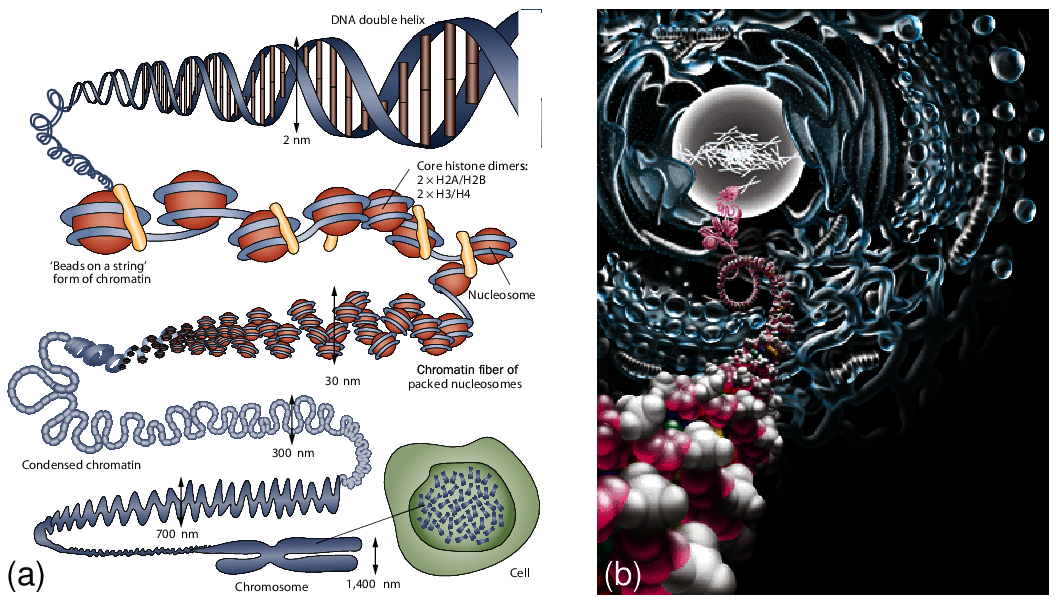 DNA double helix
2 nm
Core histone dimers:
2 × H2A/H2B
2 × H3/H4
'Beads on a string'
form of chromatin
Nucleosome
30 nm
Chromatin fiber of
packed nucleosomes
Condensed chromatin
300 nm
700 nm
Chromosome
1,400 nm
Cell
(a)
(b)